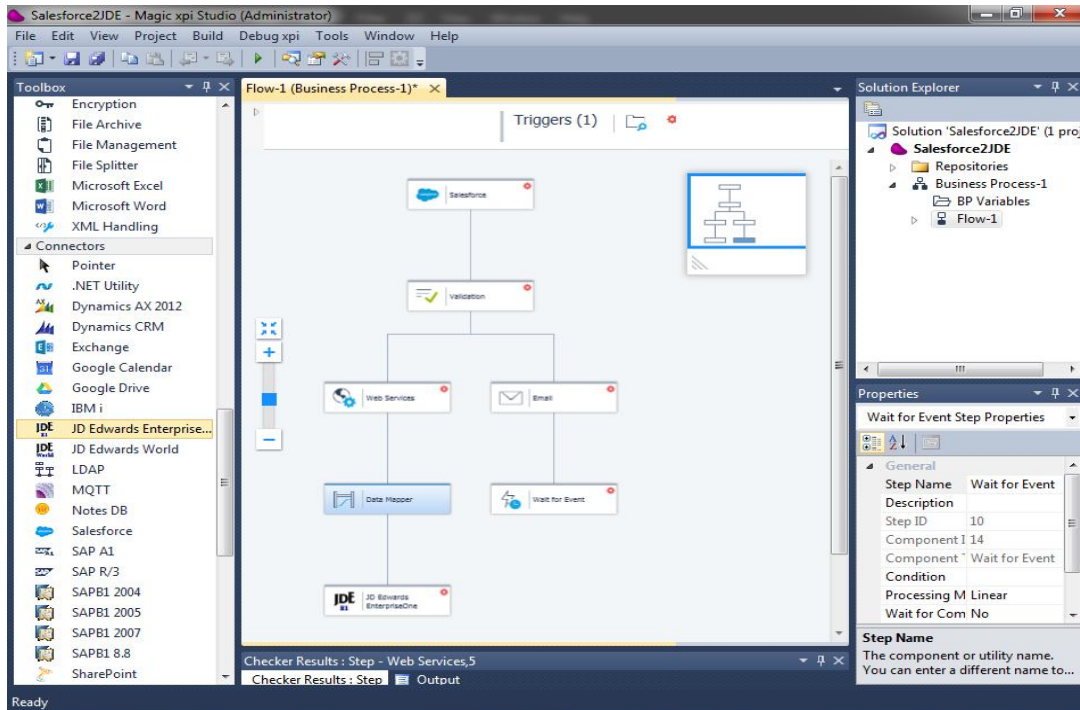 Salesforce2JDE - Magic xpi Studio (Administrator)
File Edit View Project Build Debug xpi Tools Window Help
Toolbox
Encryption
File Archive
File Management
File Splitter
Microsoft Excel
Microsoft Word
XML Handling
Connectors
Pointer
.NET Utility
Dynamics AX 2012
Dynamics CRM
Exchange
Google Calendar
Google Drive
IBM i
JD Edwards Enterprise...
JD Edwards World
LDAP
MQTT
Notes DB
Salesforce
SAP A1
SAP R/3
SAPB1 2004
SAPB1 2005
SAPB1 2007
SAPB1 8.8
SharePoint
Flow-1 (Business Process-1)*
Triggers (1)
Salesforce
Validation
Web Services
Email
Data Mapper
Wait for Event
JDE E1
JD Edwards
EnterpriseOne
Checker Results : Step - Web Services,5
Checker Results : Step Output
Solution Explorer
Solution 'Salesforce2JDE' (1 proj
Salesforce2JDE
Repositories
Business Process-1
BP Variables
Flow-1
Properties
Wait for Event Step Properties
General
Step Name Wait for Event
Description
Step ID 10
Component I 14
Component T Wait for Event
Condition
Processing M Linear
Wait for Com No
Step Name
The component or utility name.
You can enter a different name to...
Ready